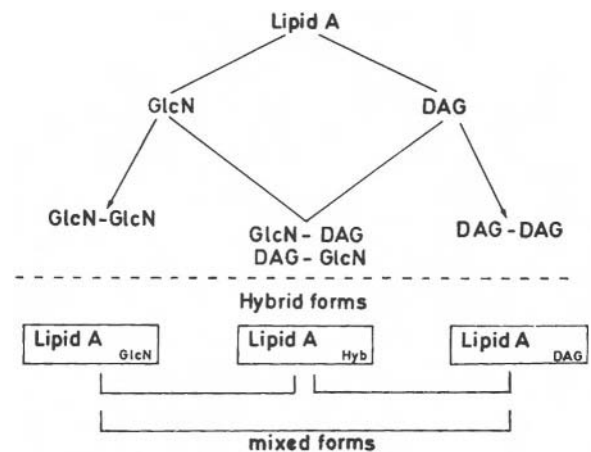 Lipid A
GlcN DAG
GlcN-GlcN GlcN - DAG DAG - DAG
DAG - GlcN
Hybrid forms
Lipid A GlcN Lipid A Hyb Lipid A DAG
mixed forms